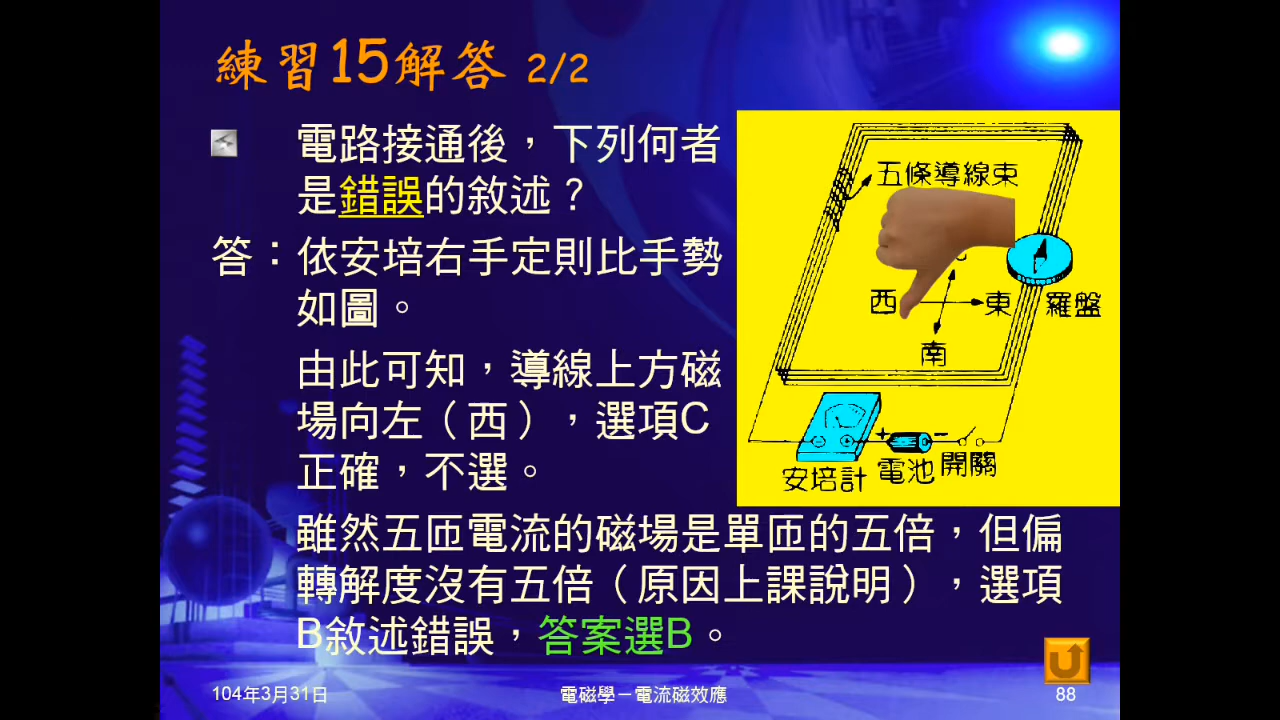 練習15解答 2/2
電路接通後，下列何者
是錯誤的敘述？
答：依安培右手定則比手勢
如圖。
由此可知，導線上方磁
場向左（西），選項C
正確，不選。
雖然五匝電流的磁場是單匝的五倍，但偏
轉解度沒有五倍（原因上課說明），選項
B敘述錯誤，答案選B。
五條導線束
西
東
羅盤
南
+
-
安培計
電池
開關
104年3月31日
電磁學－電流磁效應
88